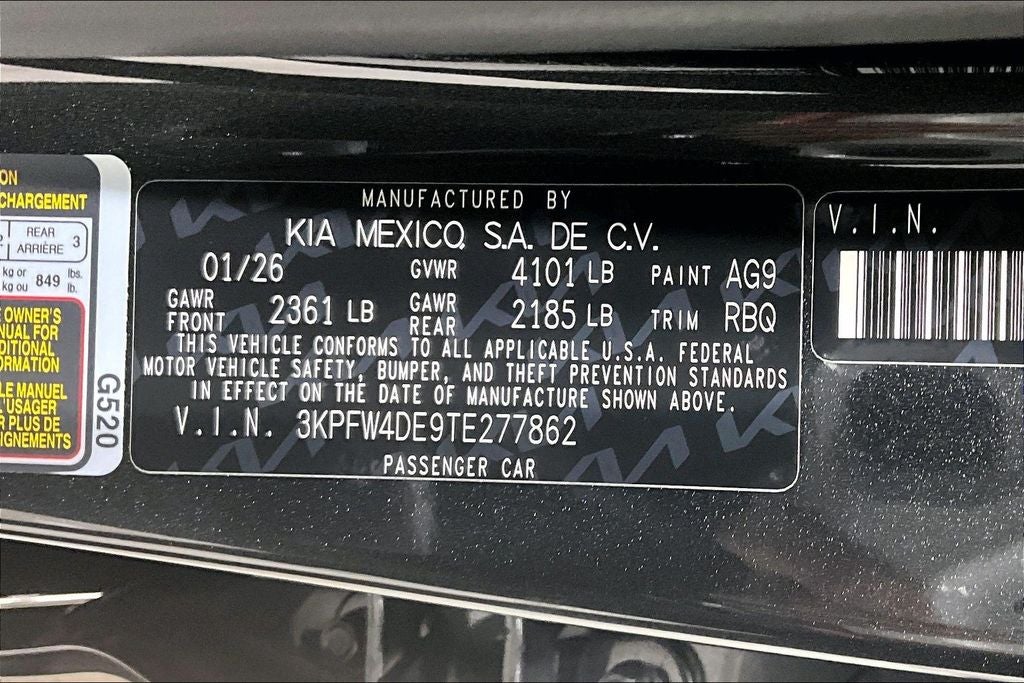 ON
CHARGEMENT
REAR
ARRIÈRE 3
kg or
kg ou 849 lbs.
lb.
E OWNER'S
ANUAL FOR
DITIONAL
ORMATION
LE MANUEL
L'USAGER
R PLUS DE
IGNEMENTS
G520
MANUFACTURED BY
KIA MEXICO, S.A. DE C.V.
01/26 GVWR 4101 LB PAINT AG9
GAWR FRONT 2361 LB GAWR REAR 2185 LB TRIM RBQ
THIS VEHICLE CONFORMS TO ALL APPLICABLE U.S.A. FEDERAL
MOTOR VEHICLE SAFETY, BUMPER, AND THEFT PREVENTION STANDARDS
IN EFFECT ON THE DATE OF MANUFACTURE SHOWN ABOVE.
V.I.N. 3KPFW4DE9TE277862
PASSENGER CAR
V.I.N.